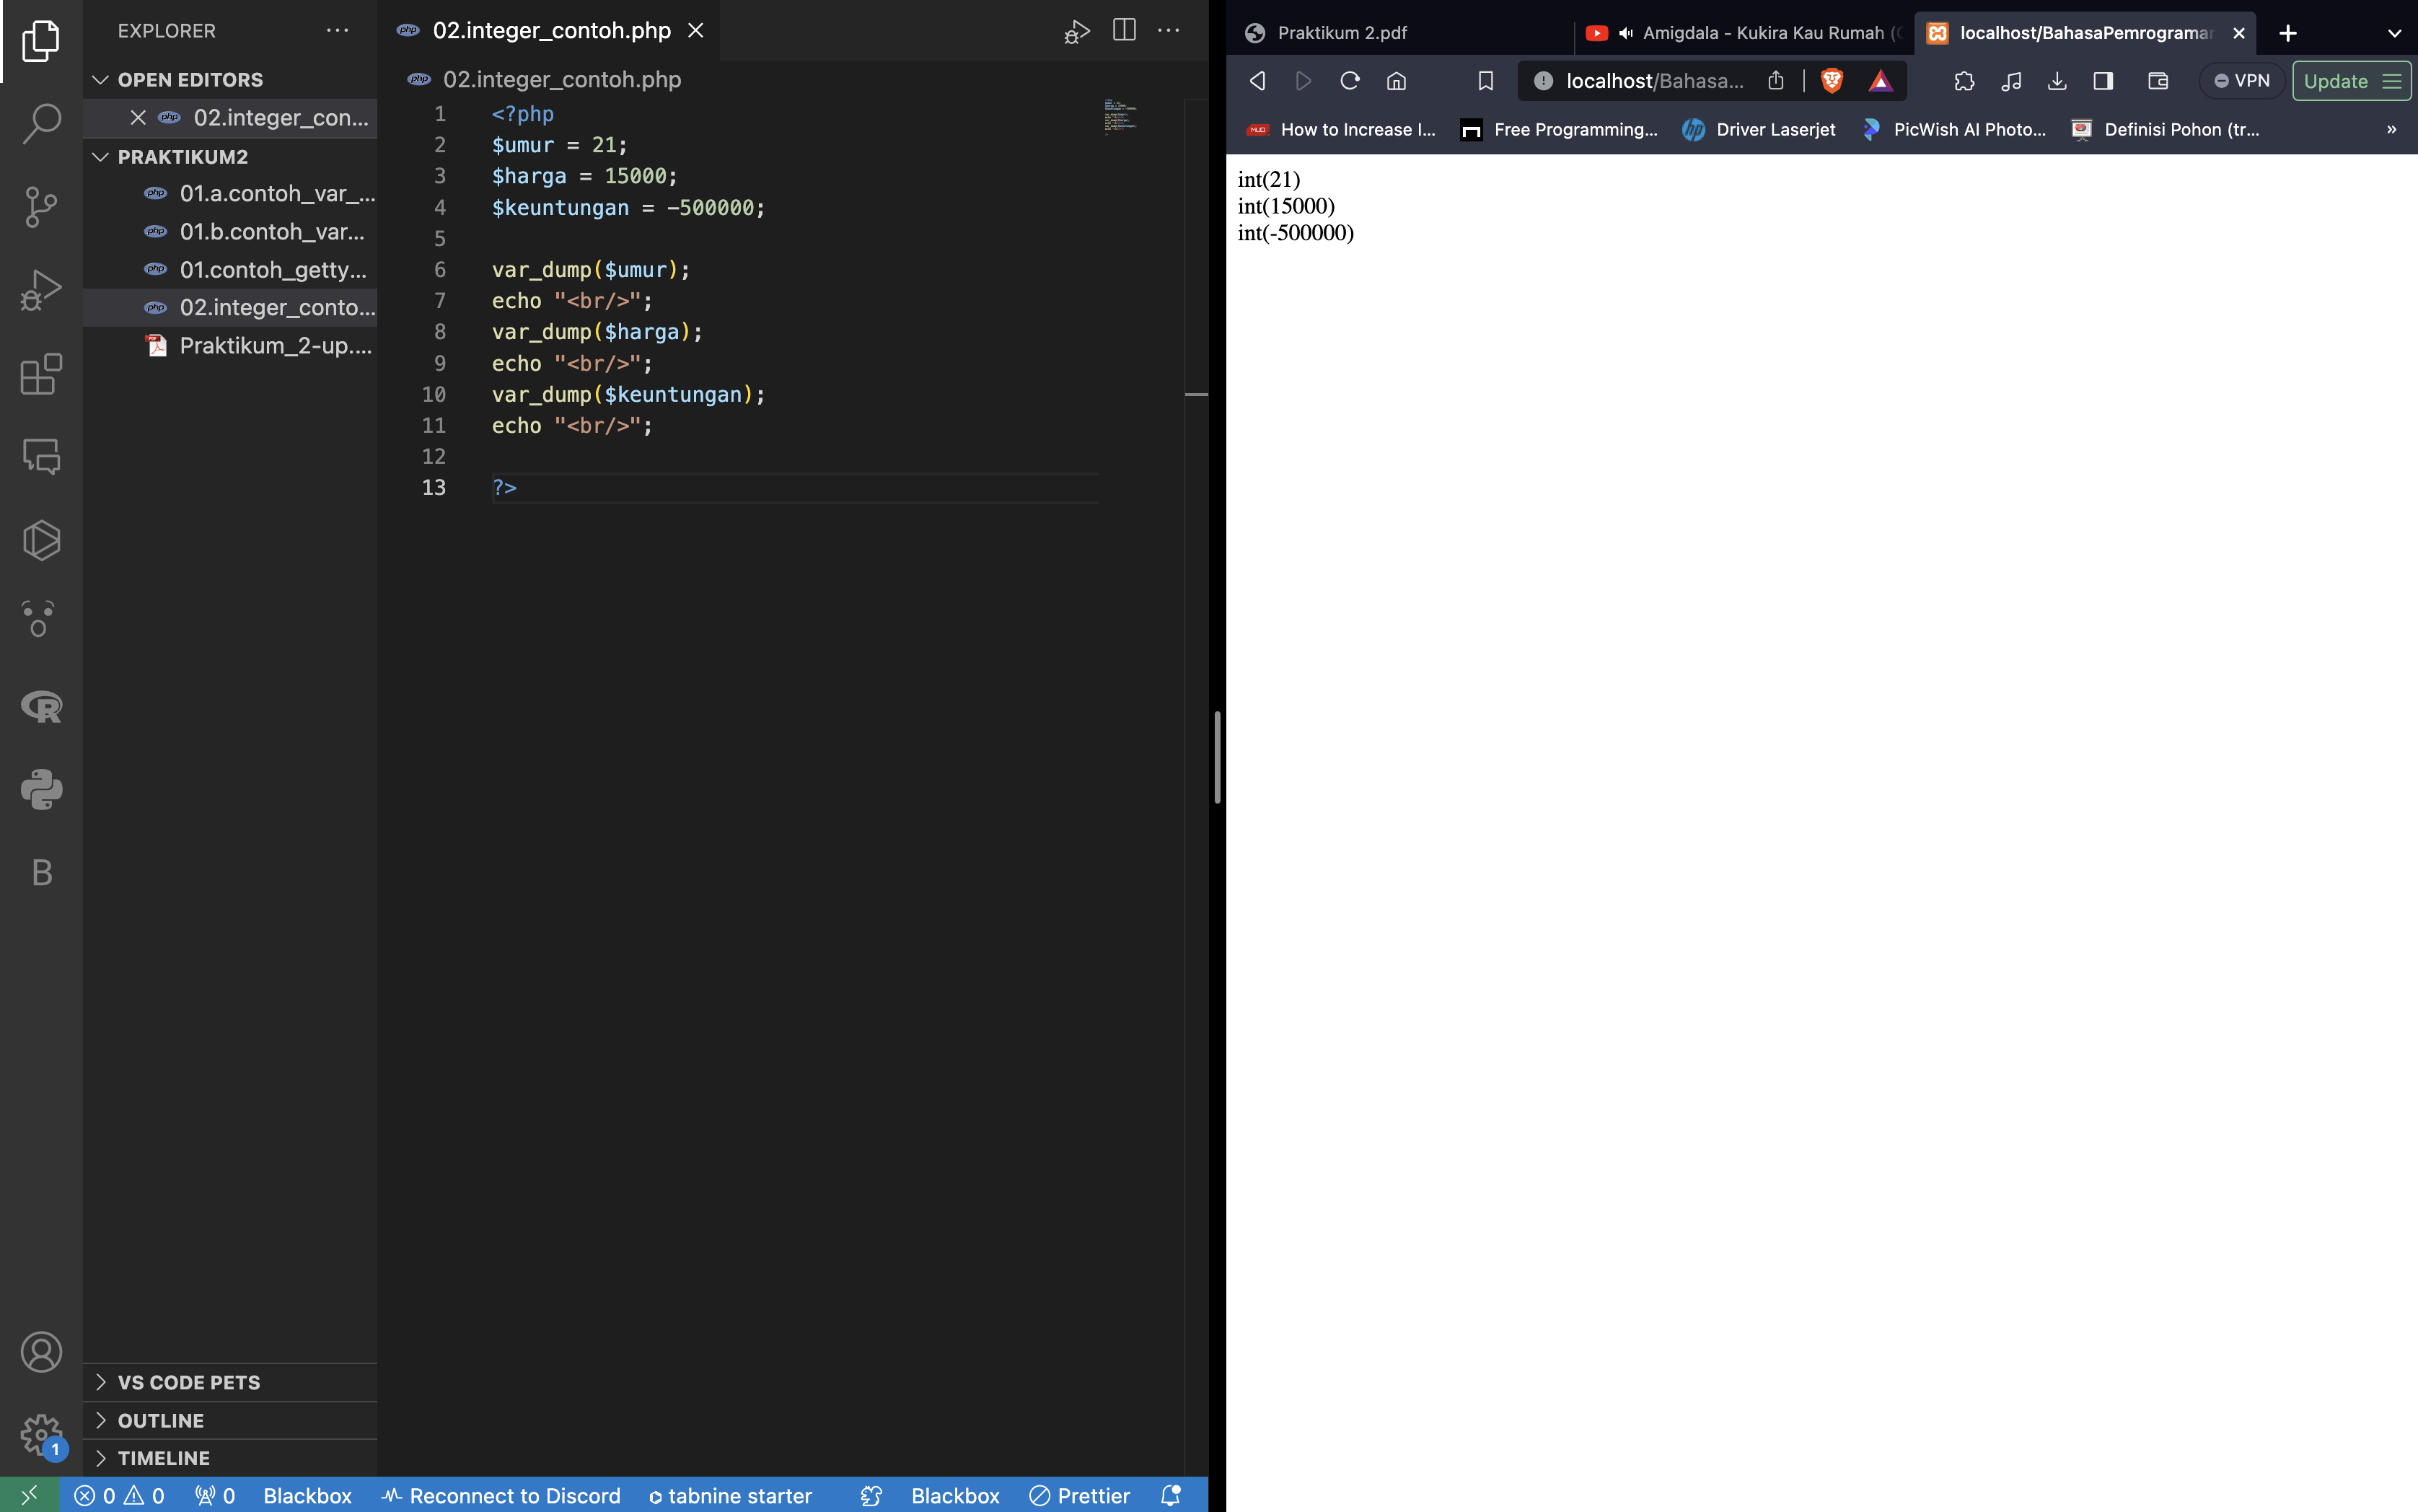 EXPLORER
OPEN EDITORS
02.integer_con...
PRAKTIKUM2
01.a.contoh_var_...
01.b.contoh_var...
01.contoh_getty...
02.integer_conto...
Praktikum_2-up....
VS CODE PETS
OUTLINE
TIMELINE
02.integer_contoh.php
02.integer_contoh.php
1 <?php
2 $umur = 21;
3 $harga = 15000;
4 $keuntungan = -500000;
5
6 var_dump($umur);
7 echo "<br/>";
8 var_dump($harga);
9 echo "<br/>";
10 var_dump($keuntungan);
11 echo "<br/>";
12
13 ?>
1
0 0 0 Blackbox Reconnect to Discord tabnine starter Blackbox Prettier
Praktikum 2.pdf
Amigdala - Kukira Kau Rumah (
localhost/BahasaPemrograma
localhost/Bahasa...
VPN
Update
How to Increase I... Free Programming... Driver Laserjet PicWish AI Photo... Definisi Pohon (tr... »
int(21)
int(15000)
int(-500000)